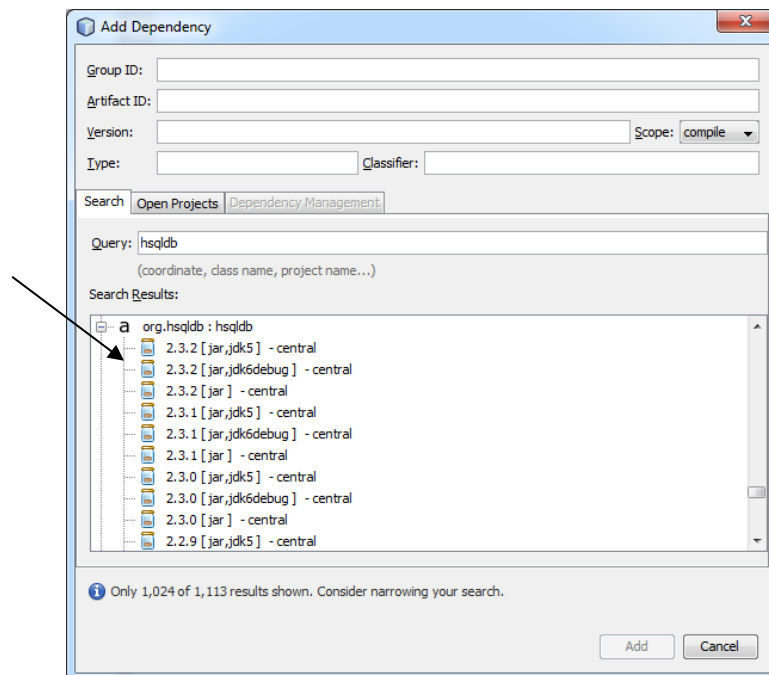 Add Dependency
Group ID:
Artifact ID:
Version: Scope: compile
Type: Classifier:
Search Open Projects Dependency Management
Query: hsqldb
(coordinate, class name, project name...)
Search Results:
a org.hsqldb : hsqldb
2.3.2 [ jar,jdk5 ] - central
2.3.2 [ jar,jdk6debug ] - central
2.3.2 [ jar ] - central
2.3.1 [ jar,jdk5 ] - central
2.3.1 [ jar,jdk6debug ] - central
2.3.1 [ jar ] - central
2.3.0 [ jar,jdk5 ] - central
2.3.0 [ jar,jdk6debug ] - central
2.3.0 [ jar ] - central
2.2.9 [ jar,jdk5 ] - central
Only 1,024 of 1,113 results shown. Consider narrowing your search.
Add Cancel